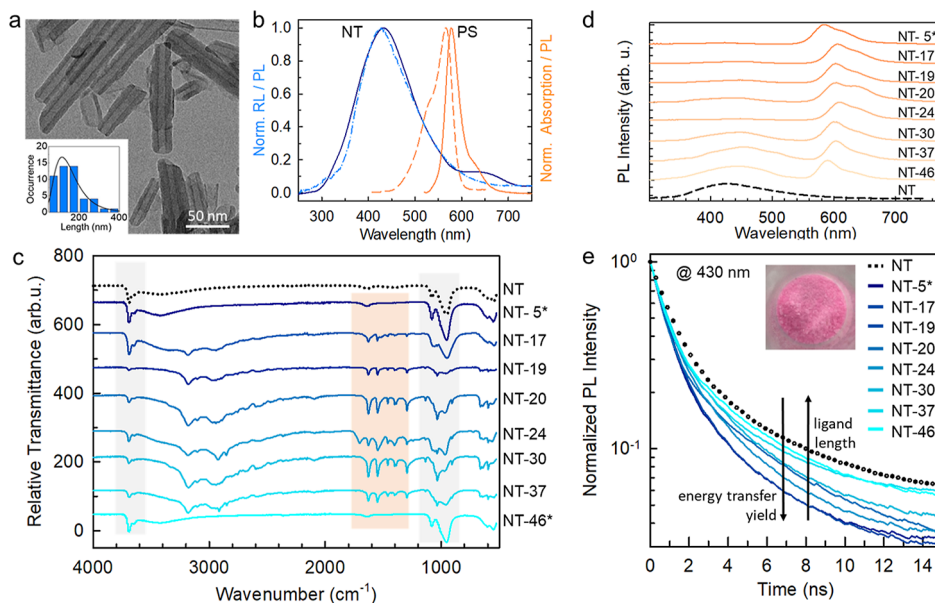 a
20
15
10
5
0
Occurrence
200
400
Length (nm)
50 nm
b
NT
PS
Norm. RL / PL
1.0
0.8
0.6
0.4
0.2
0.0
Norm. Absorption / PL
300
400
500
600
700
Wavelength (nm)
c
Relative Transmittance (arb.u.)
800
600
400
200
0
NT
NT- 5*
NT-17
NT-19
NT-20
NT-24
NT-30
NT-37
NT-46*
4000
3000
2000
1000
Wavenumber (cm-1)
d
PL Intensity (arb. u.)
NT- 5*
NT-17
NT-19
NT-20
NT-24
NT-30
NT-37
NT-46
NT
400
500
600
700
Wavelength (nm)
e
@ 430 nm
Normalized PL Intensity
10⁰
10⁻¹
NT
NT-5*
NT-17
NT-19
NT-20
NT-24
NT-30
NT-37
NT-46
ligand
length
energy transfer
yield
0
2
4
6
8
10
12
14
Time (ns)